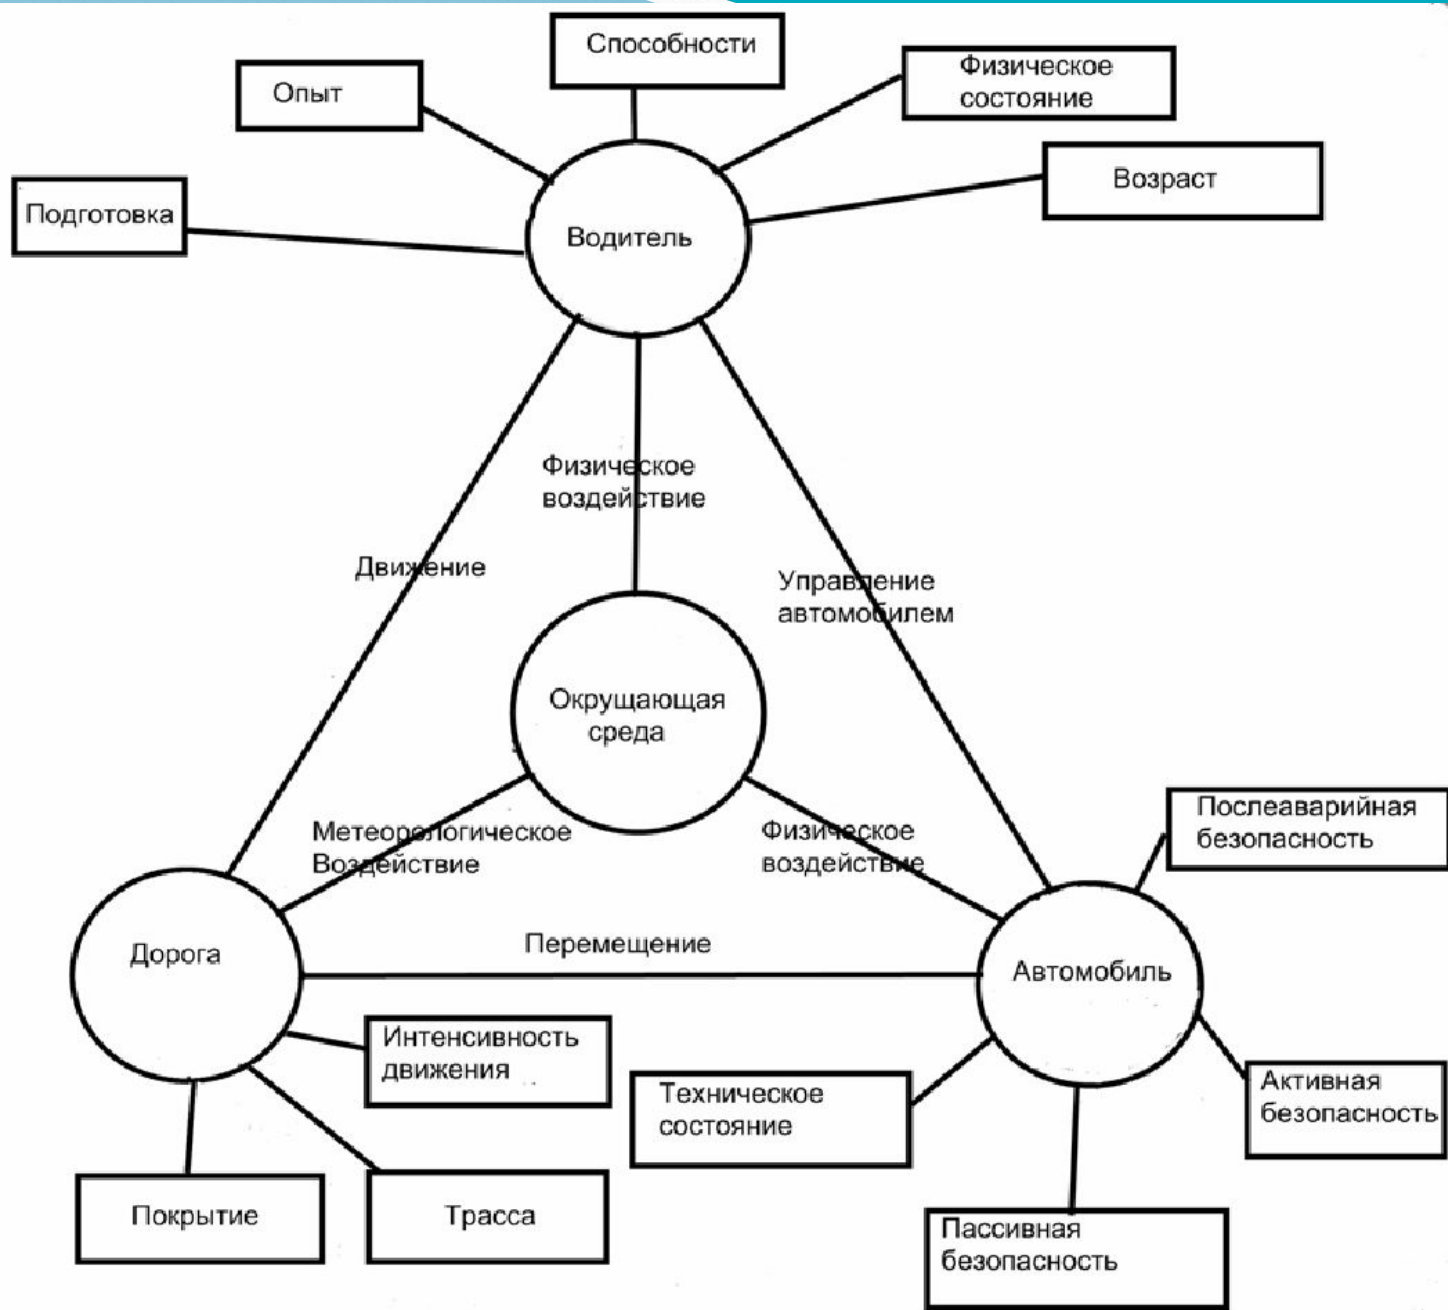 Способности
Физическое
состояние
Опыт
Возраст
Подготовка
Водитель
Физическое
воздействие
Движение
Управление
автомобилем
Окрущающая
среда
Послеаварийная
безопасность
Метеорологическое
Воздействие
Физическое
воздействие
Перемещение
Дорога
Автомобиль
Интенсивность
движения
Техническое
состояние
Активная
безопасность
Покрытие
Трасса
Пассивная
безопасность